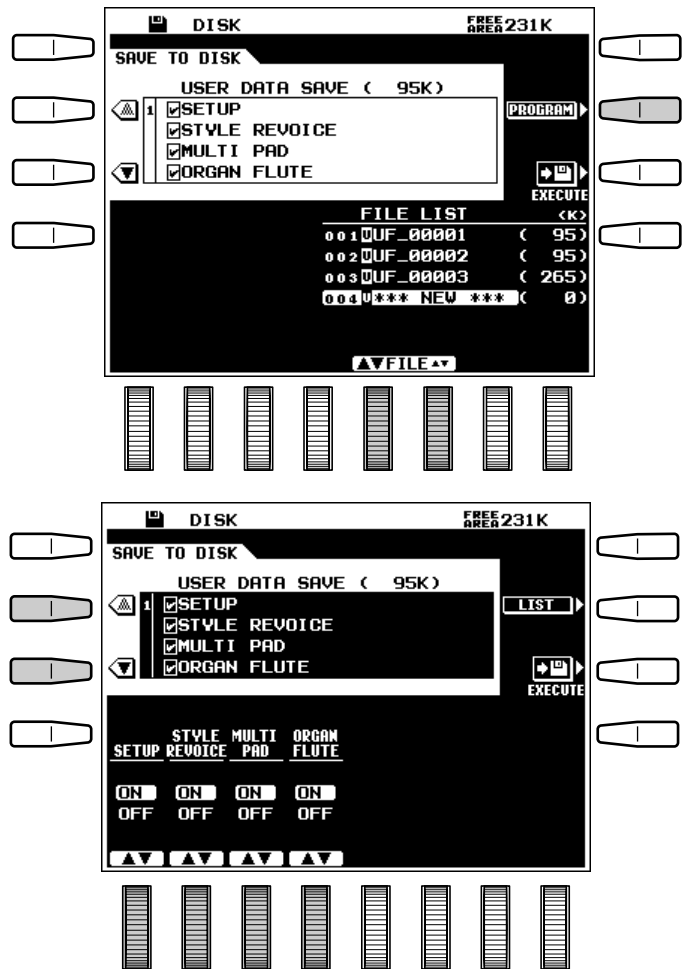 DISK FREE AREA 231K
SAVE TO DISK
USER DATA SAVE ( 95K)
1 SETUP PROGRAM
STYLE REVOICE
MULTI PAD
ORGAN FLUTE
EXECUTE
FILE LIST (K)
001 U UF_00001 ( 95)
002 U UF_00002 ( 95)
003 U UF_00003 ( 265)
004 U *** NEW *** ( 0)
▲▼FILE▲▼
DISK FREE AREA 231K
SAVE TO DISK
USER DATA SAVE ( 95K)
1 SETUP LIST
STYLE REVOICE
MULTI PAD
ORGAN FLUTE
EXECUTE
STYLE MULTI ORGAN
SETUP REVOICE PAD FLUTE
ON ON ON ON
OFF OFF OFF OFF
▲▼ ▲▼ ▲▼ ▲▼